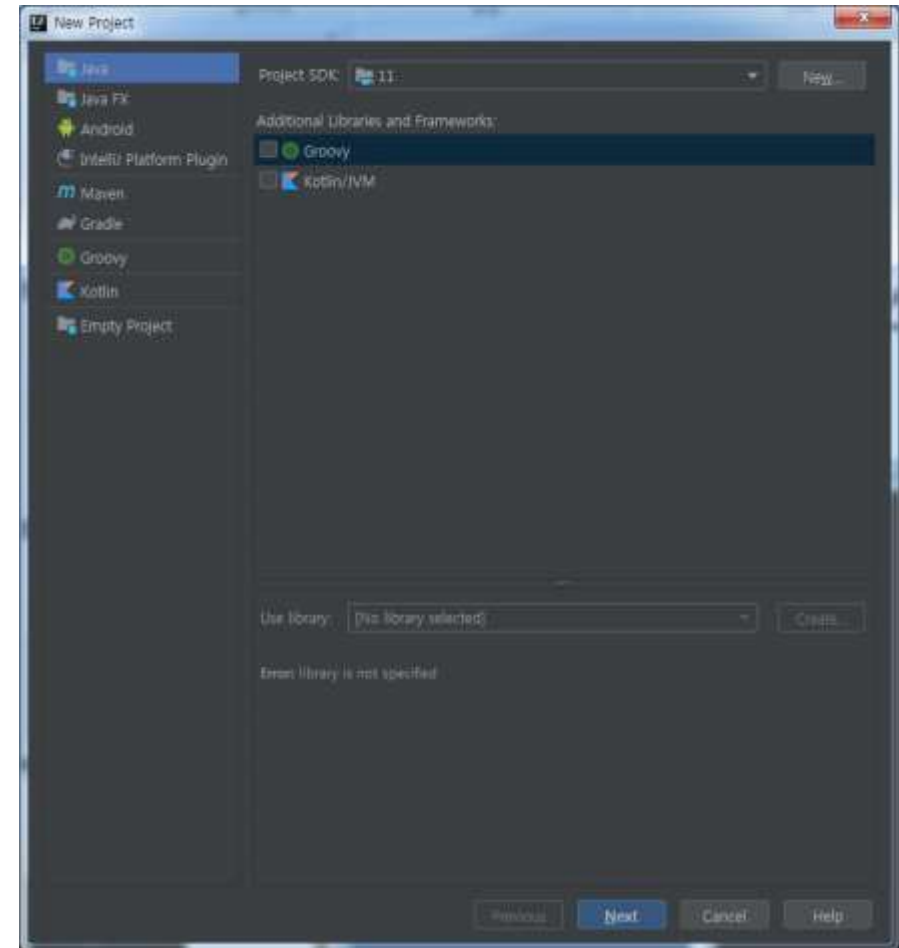 New Project
Java
Java FX
Android
IntelliJ Platform Plugin
Maven
Gradle
Groovy
Kotlin
Empty Project
Project SDK: 11
New...
Additional Libraries and Frameworks:
Groovy
Kotlin/JVM
Use library: [No library selected]
Create...
Error: library is not specified
Previous
Next
Cancel
Help